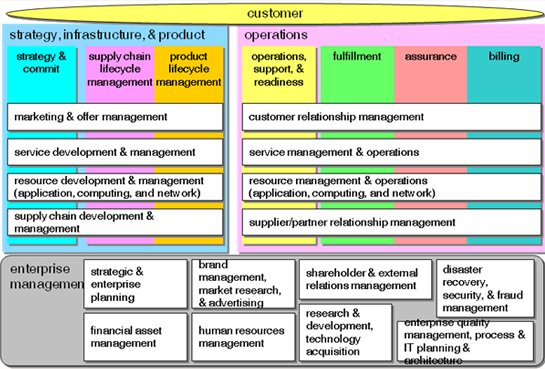 customer
strategy, infrastructure, & product
operations
strategy &
commit
supply chain
lifecycle
management
product
lifecycle
management
operations,
support, &
readiness
fulfillment
assurance
billing
marketing & offer management
customer relationship management
service development & management
service management & operations
resource development & management
(application, computing, and network)
resource management & operations
(application, computing, and network)
supply chain development &
management
supplier/partner relationship management
enterprise
management
strategic &
enterprise
planning
brand
management,
market research,
& advertising
shareholder & external
relations management
disaster
recovery,
security, & fraud
management
financial asset
management
human resources
management
research &
development,
technology
acquisition
enterprise quality
management, process &
IT planning &
architecture